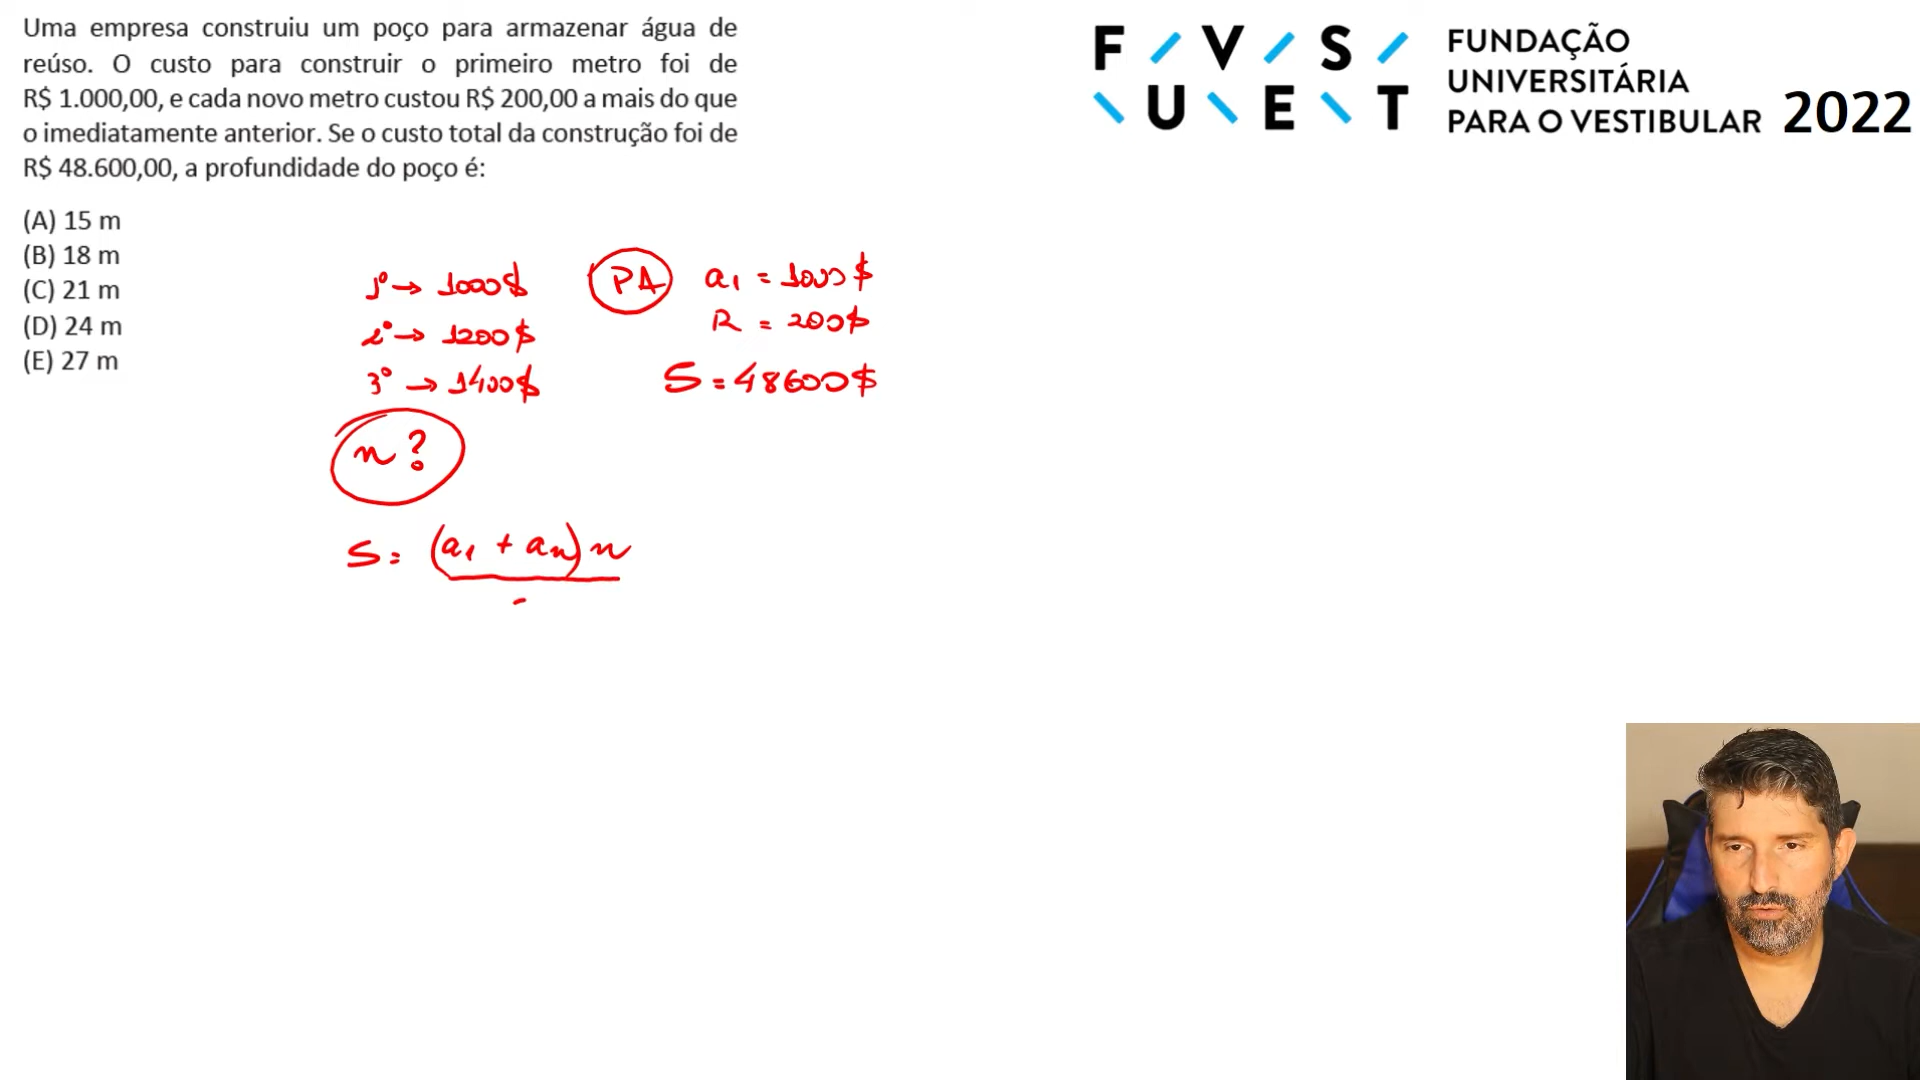 Uma empresa construiu um poço para armazenar água de
reúso. O custo para construir o primeiro metro foi de
R$ 1.000,00, e cada novo metro custou R$ 200,00 a mais do que
o imediatamente anterior. Se o custo total da construção foi de
R$ 48.600,00, a profundidade do poço é:
(A) 15 m
(B) 18 m
(C) 21 m
(D) 24 m
(E) 27 m
F V S
U E T
FUNDAÇÃO
UNIVERSITÁRIA
PARA O VESTIBULAR 2022
1º → 1000$
2º → 1200$
3º → 1400$
PA
a1 = 1000$
R = 200$
S = 48600$
n?
S = (a1 + an)n